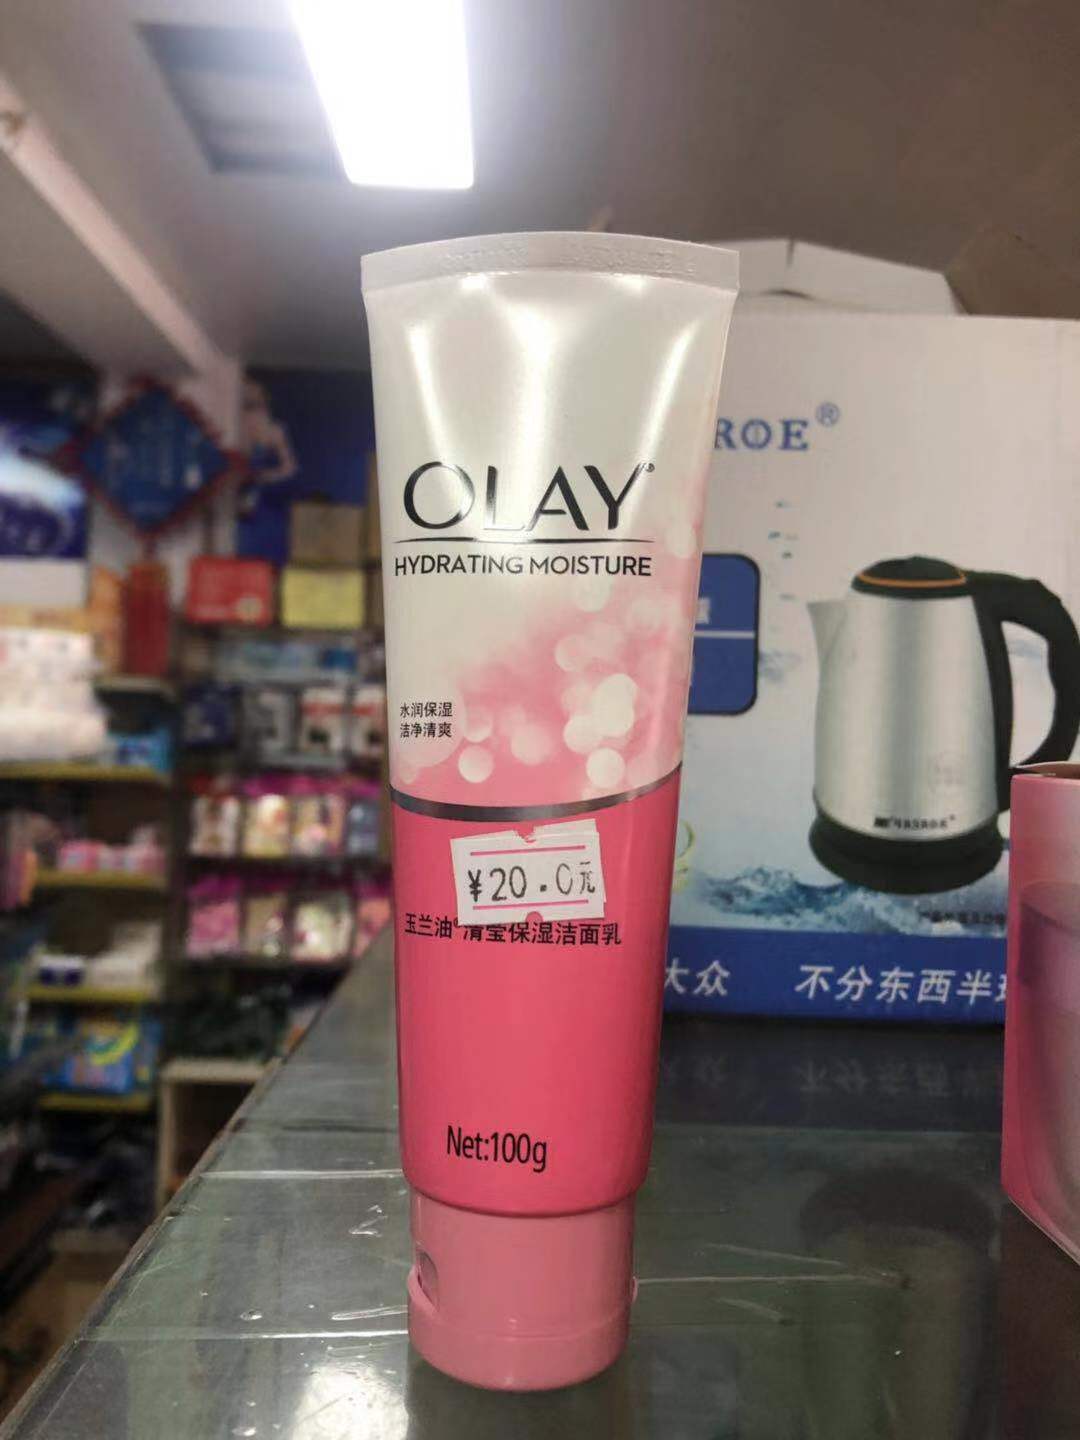 OLAY®
HYDRATING MOISTURE
水润保湿
洁净清爽
¥20.0元
玉兰油®清莹保湿洁面乳
Net:100g
ROE®
大众 不分东西半